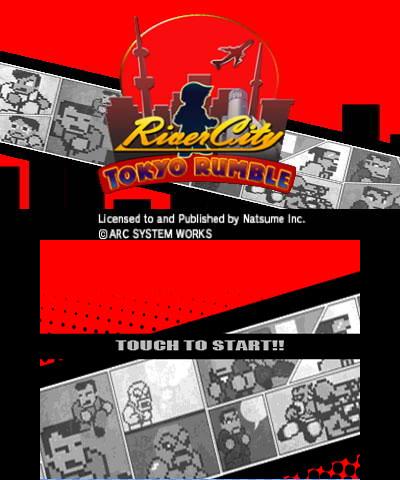 River City
TOKYO RUMBLE
Licensed to and Published by Natsume Inc.
©ARC SYSTEM WORKS
TOUCH TO START!!